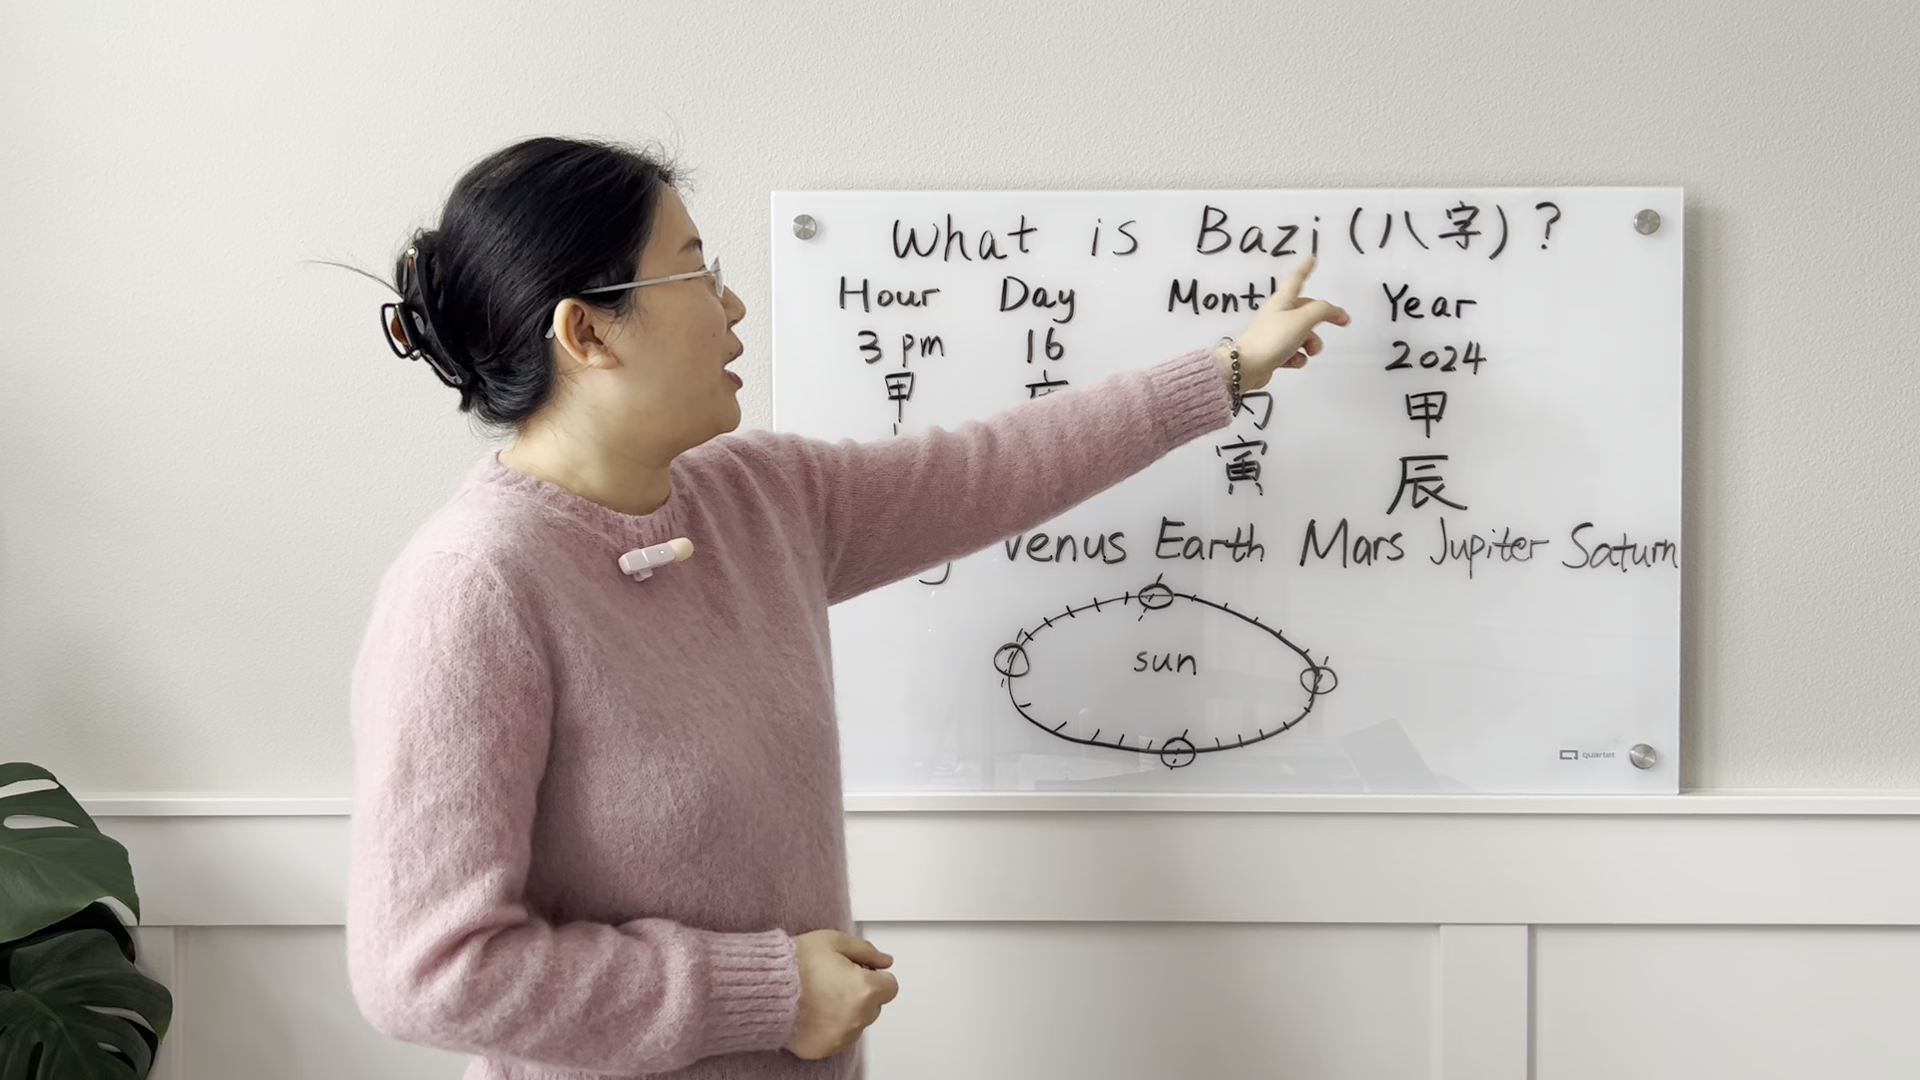 What is Bazi (八字)?
Hour Day Month Year
3 pm 16 2024
甲 甲
寅 辰
Venus Earth Mars Jupiter Saturn
sun
quartet